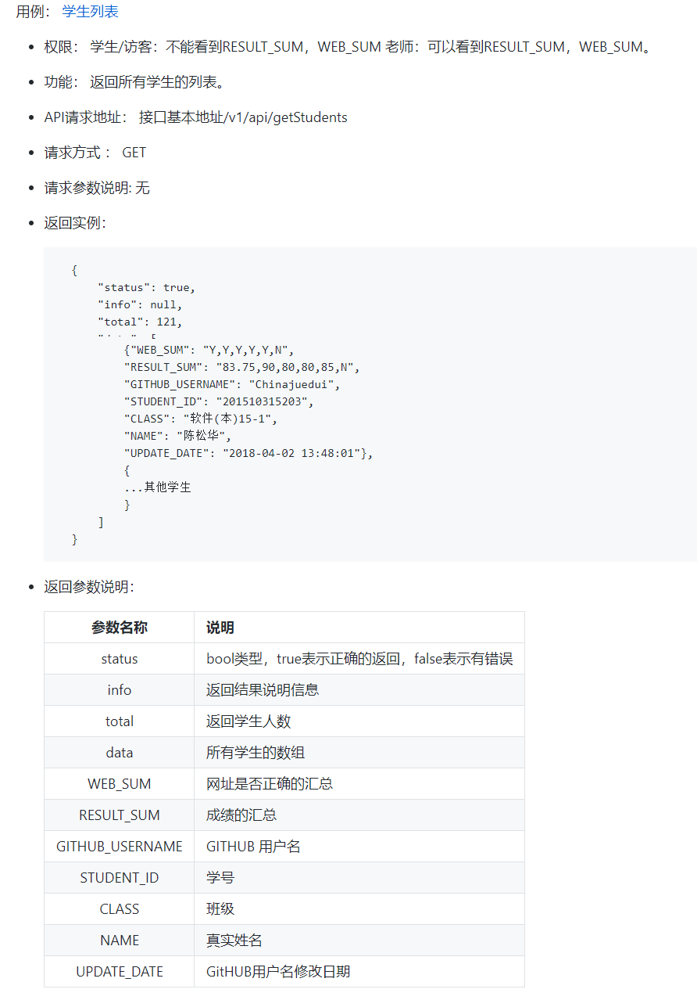 用例： 学生列表
权限： 学生/访客：不能看到RESULT_SUM，WEB_SUM 老师：可以看到RESULT_SUM，WEB_SUM。
功能： 返回所有学生的列表。
API请求地址： 接口基本地址/v1/api/getStudents
请求方式 ： GET
请求参数说明: 无
返回实例：
{
"status": true,
"info": null,
"total": 121,
{"WEB_SUM": "Y,Y,Y,Y,Y,N",
"RESULT_SUM": "83.75,90,80,80,85,N",
"GITHUB_USERNAME": "Chinajuedui",
"STUDENT_ID": "201510315203",
"CLASS": "软件(本)15-1",
"NAME": "陈松华",
"UPDATE_DATE": "2018-04-02 13:48:01"},
{
...其他学生
}
]
}
返回参数说明：
参数名称 说明
status bool类型，true表示正确的返回，false表示有错误
info 返回结果说明信息
total 返回学生人数
data 所有学生的数组
WEB_SUM 网址是否正确的汇总
RESULT_SUM 成绩的汇总
GITHUB_USERNAME GITHUB 用户名
STUDENT_ID 学号
CLASS 班级
NAME 真实姓名
UPDATE_DATE GitHUB用户名修改日期